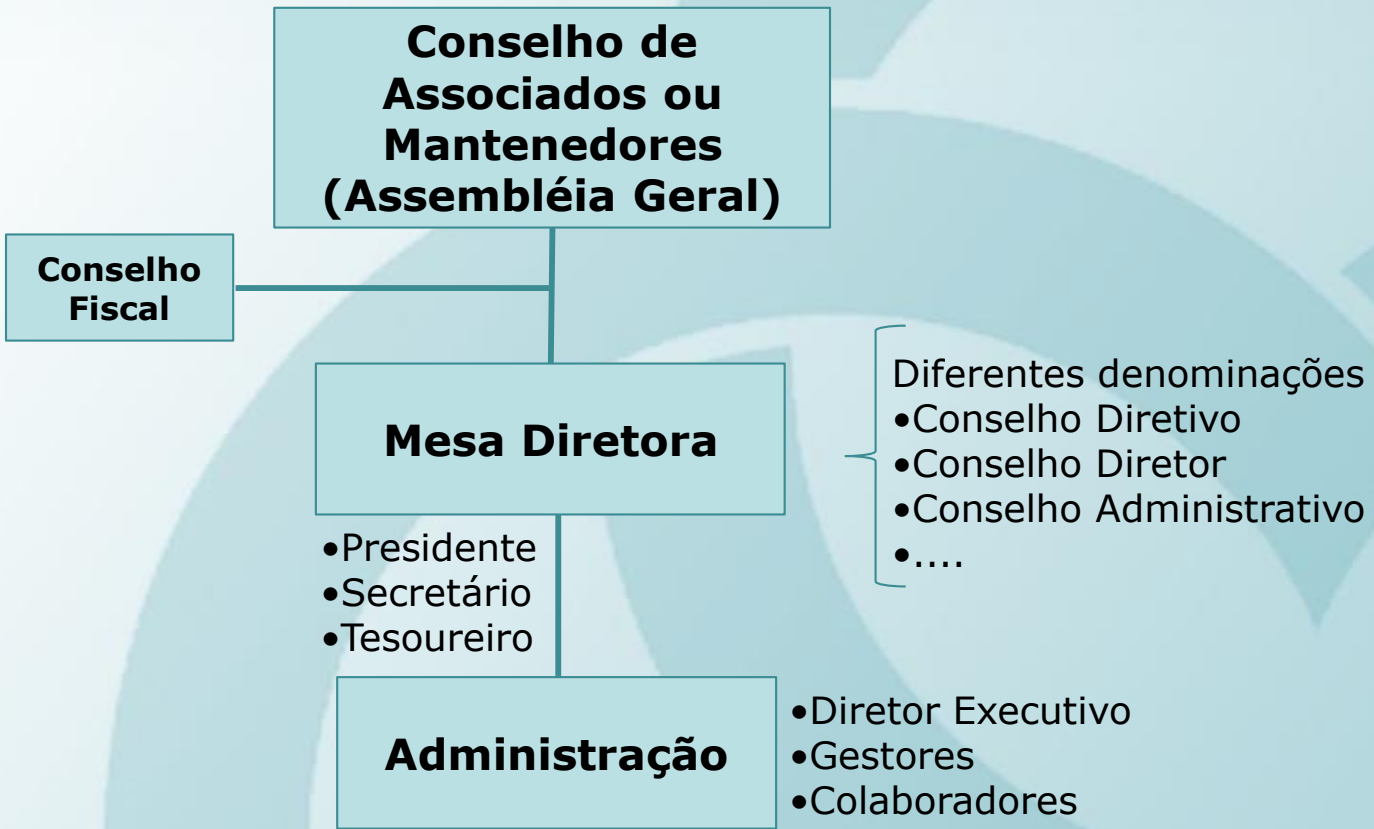 Conselho de
Associados ou
Mantenedores
(Assembléia Geral)
Conselho
Fiscal
Mesa Diretora
Diferentes denominações
•Conselho Diretivo
•Conselho Diretor
•Conselho Administrativo
•....
•Presidente
•Secretário
•Tesoureiro
Administração
•Diretor Executivo
•Gestores
•Colaboradores